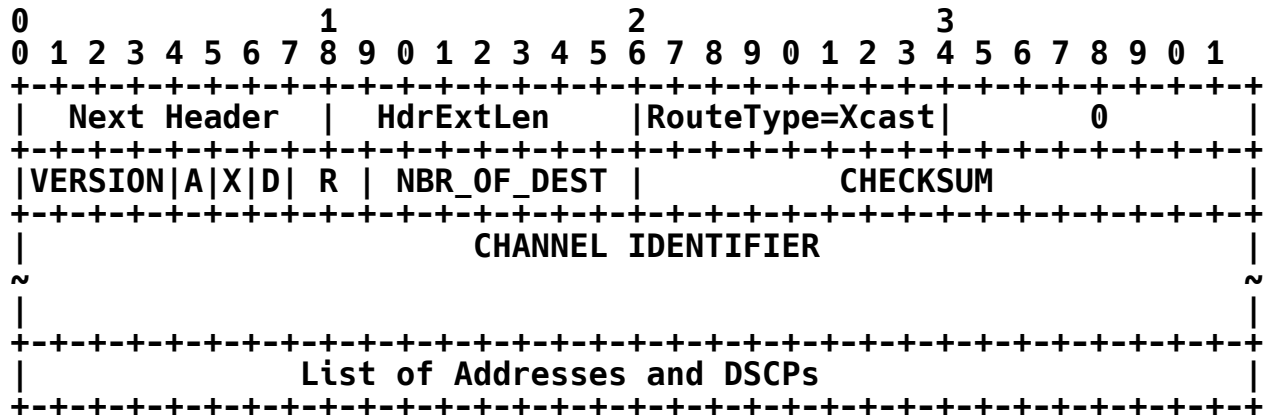 0                   1                   2                   3
0 1 2 3 4 5 6 7 8 9 0 1 2 3 4 5 6 7 8 9 0 1 2 3 4 5 6 7 8 9 0 1
+-+-+-+-+-+-+-+-+-+-+-+-+-+-+-+-+-+-+-+-+-+-+-+-+-+-+-+-+-+-+-+-+
|  Next Header  |  HdrExtLen    |RouteType=Xcast|       0       |
+-+-+-+-+-+-+-+-+-+-+-+-+-+-+-+-+-+-+-+-+-+-+-+-+-+-+-+-+-+-+-+-+
|VERSION|A|X|D| R | NBR_OF_DEST |            CHECKSUM           |
+-+-+-+-+-+-+-+-+-+-+-+-+-+-+-+-+-+-+-+-+-+-+-+-+-+-+-+-+-+-+-+-+
|                       CHANNEL IDENTIFIER                      |
~                                                               ~
|                                                               |
+-+-+-+-+-+-+-+-+-+-+-+-+-+-+-+-+-+-+-+-+-+-+-+-+-+-+-+-+-+-+-+-+
|              List of Addresses and DSCPs                      |
+-+-+-+-+-+-+-+-+-+-+-+-+-+-+-+-+-+-+-+-+-+-+-+-+-+-+-+-+-+-+-+-+